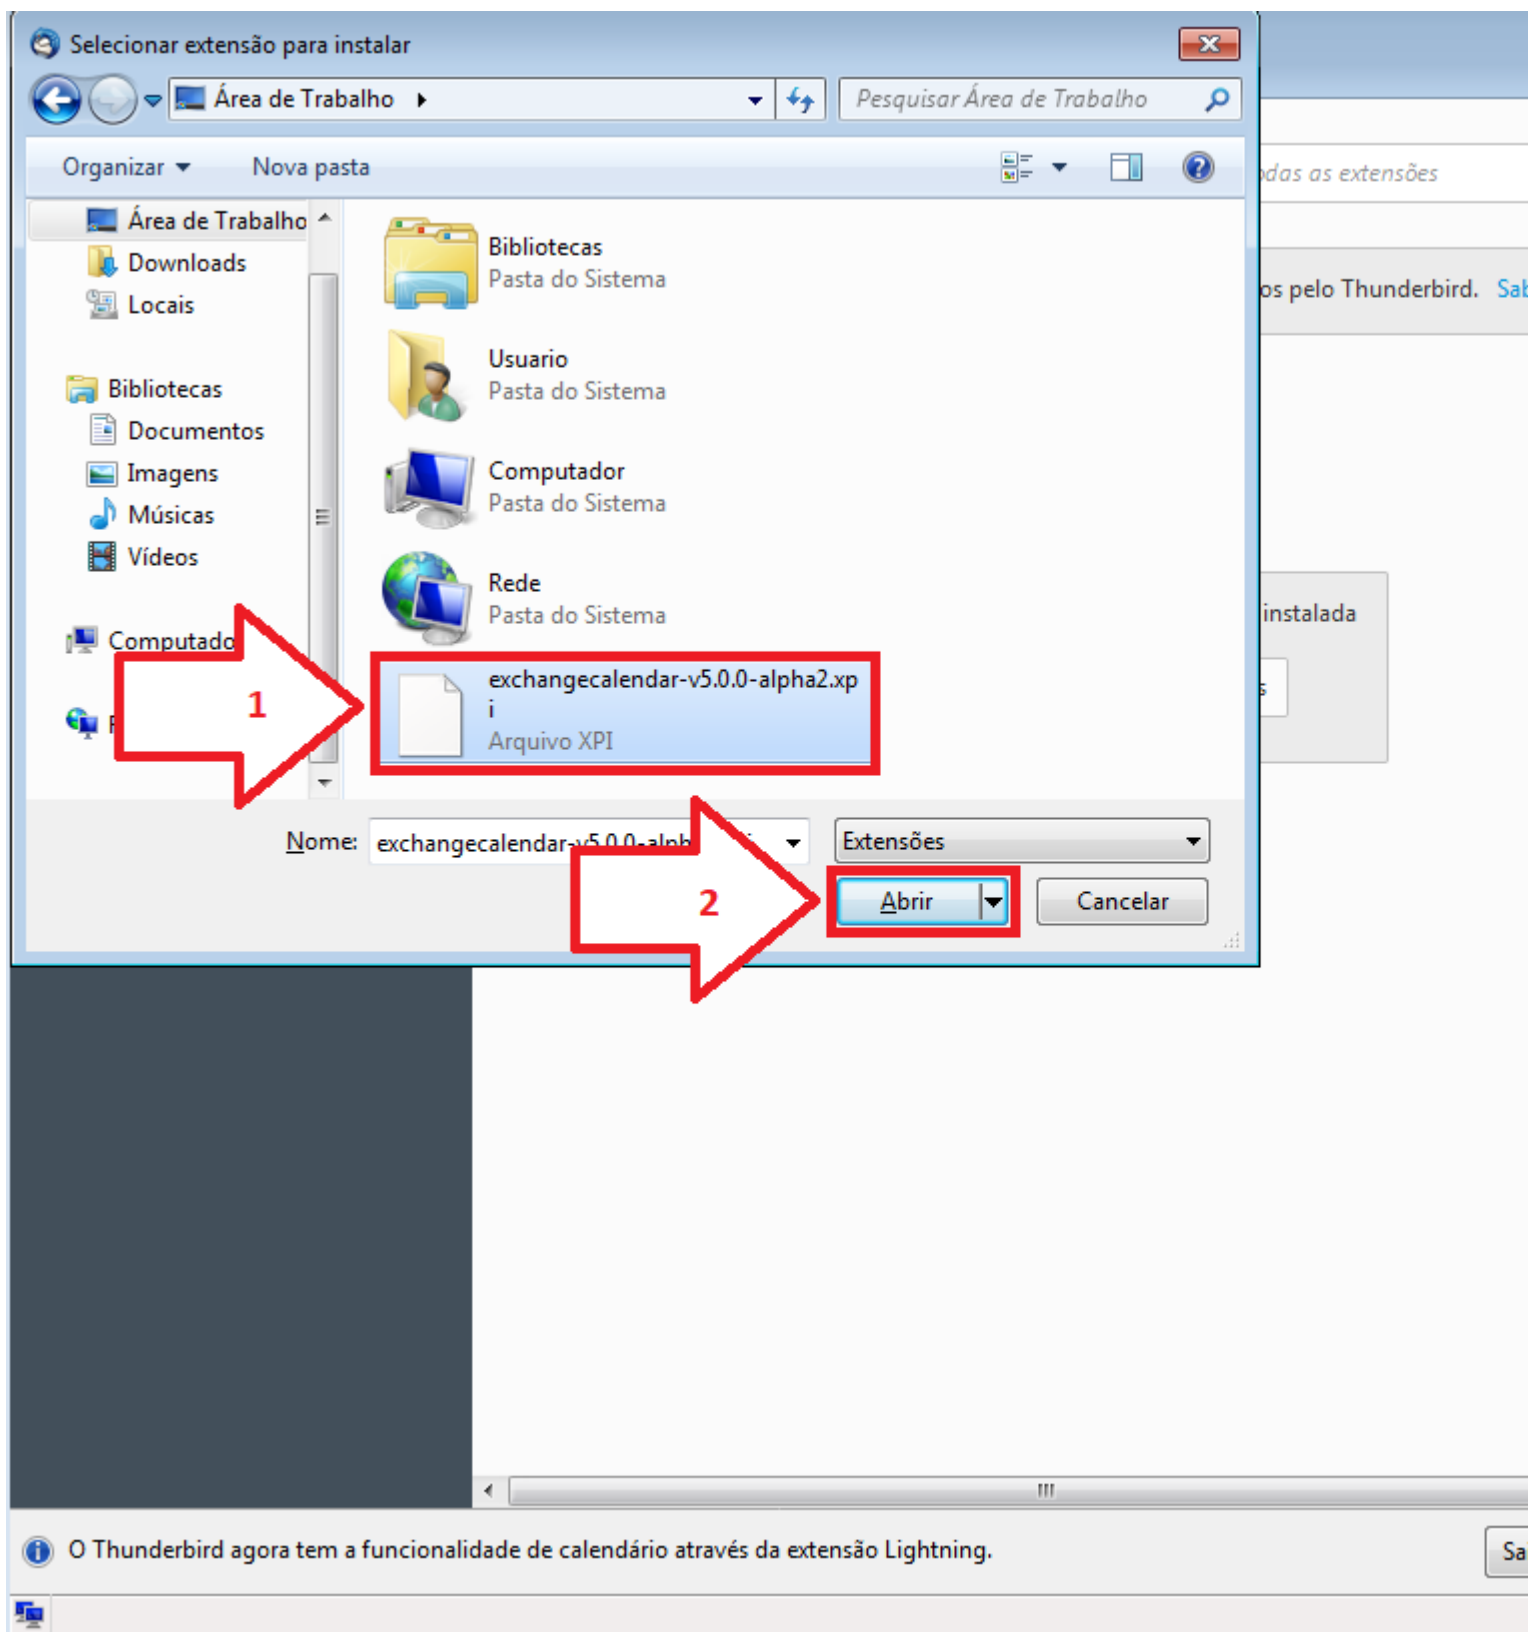 Selecionar extensão para instalar
Área de Trabalho
Pesquisar Área de Trabalho
Organizar
Nova pasta
odas as extensões
Área de Trabalho
Downloads
Locais
Bibliotecas
Documentos
Imagens
Músicas
Vídeos
Computado
Bibliotecas
Pasta do Sistema
Usuario
Pasta do Sistema
Computador
Pasta do Sistema
Rede
Pasta do Sistema
exchangecalendar-v5.0.0-alpha2.xp
i
Arquivo XPI
1
os pelo Thunderbird. Sab
instalada
s
Nome: exchangecalendar-v5.0.0-alph
Extensões
2
Abrir
Cancelar
O Thunderbird agora tem a funcionalidade de calendário através da extensão Lightning.
Sai